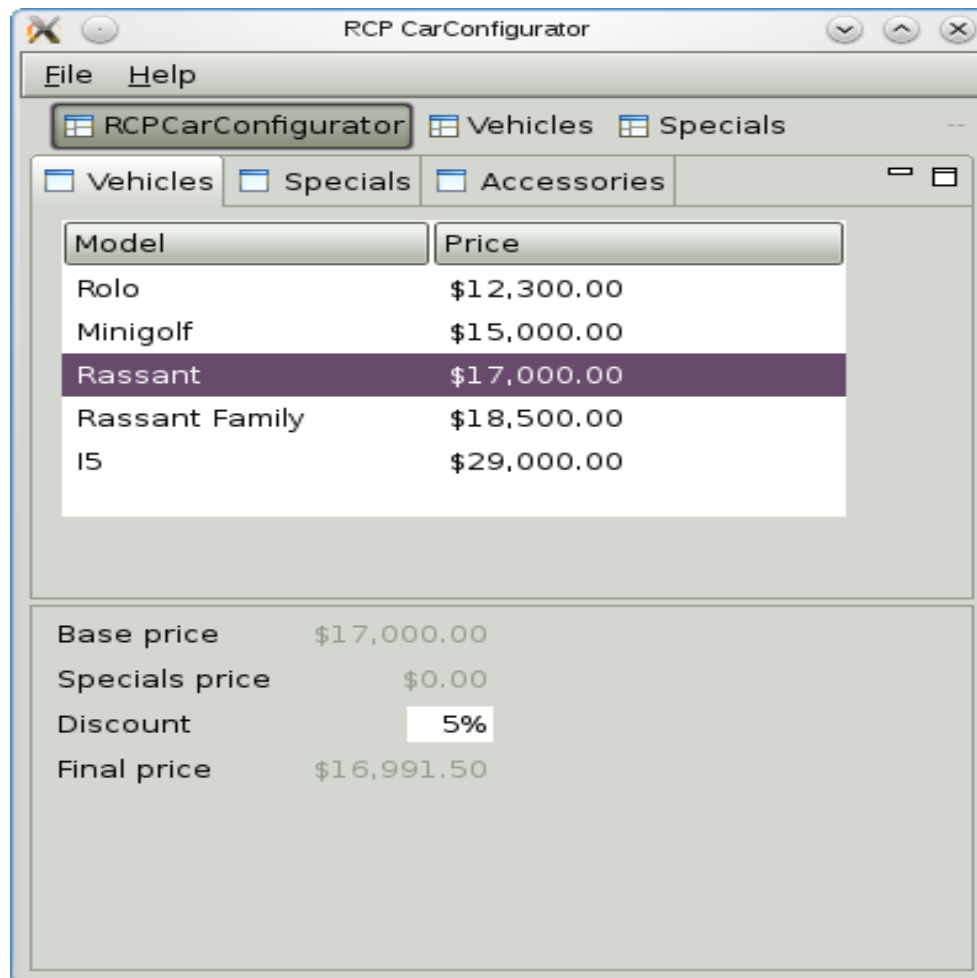 RCP CarConfigurator
File Help
RCPCarConfigurator Vehicles Specials
Vehicles Specials Accessories
Model Price
Rolo $12,300.00
Minigolf $15,000.00
Rassant $17,000.00
Rassant Family $18,500.00
I5 $29,000.00
Base price $17,000.00
Specials price $0.00
Discount 5%
Final price $16,991.50